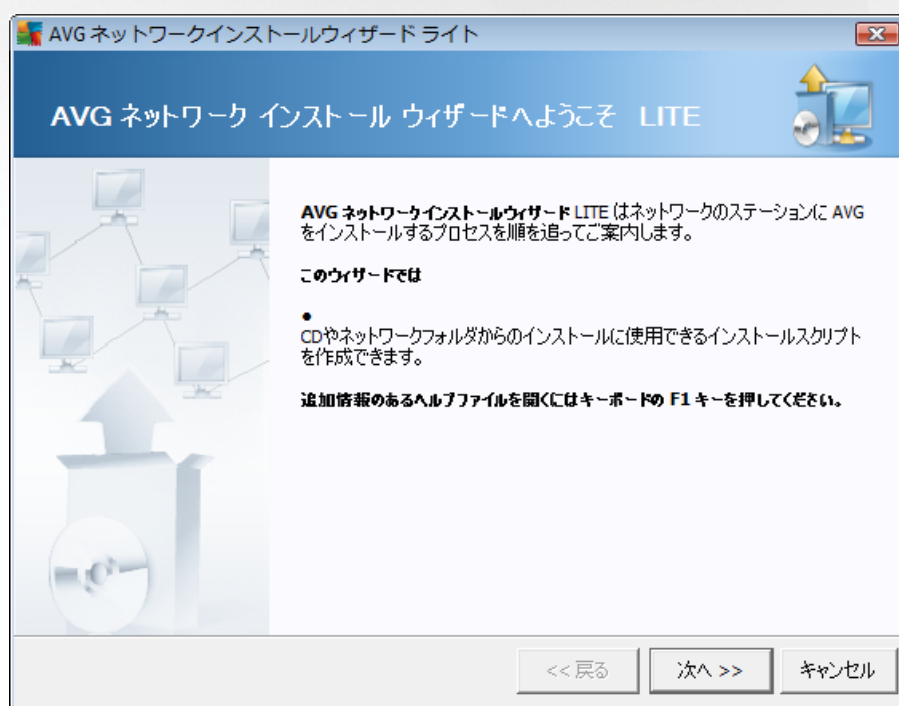 AVG ネットワークインストールウィザード ライト
AVG ネットワーク インストール ウィザードへようこそ LITE
AVG ネットワークインストールウィザード LITE はネットワークのステーションに AVG
をインストールするプロセスを順を追ってご案内します。
このウィザードでは
●
CDやネットワークフォルダからのインストールに使用できるインストールスクリプト
を作成できます。
追加情報のあるヘルプファイルを開くにはキーボードの F1 キーを押してください。
<< 戻る
次へ >>
キャンセル